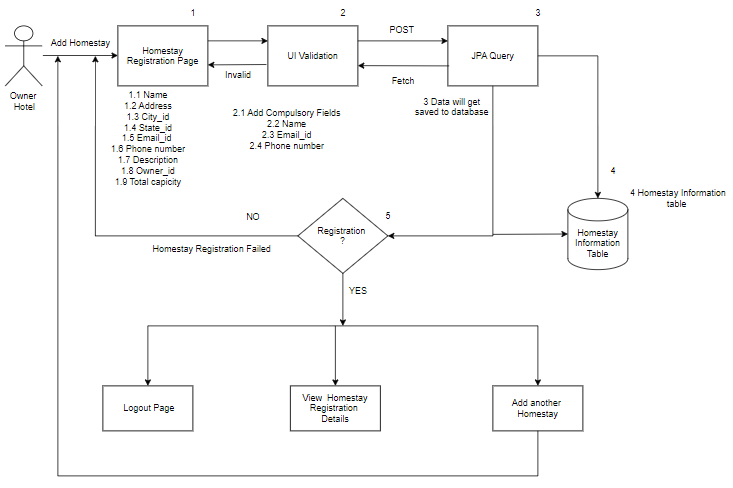 1
2
3
Add Homestay
Homestay
Registration Page
UI Validation
POST
JPA Query
Invalid
Fetch
Owner
Hotel
1.1 Name
1.2 Address
1.3 City_id
1.4 State_id
1.5 Email_id
1.6 Phone number
1.7 Description
1.8 Owner_id
1.9 Total capicity
2.1 Add Compulsory Fields
2.2 Name
2.3 Email_id
2.4 Phone number
3 Data will get
saved to database
4
4 Homestay Information
table
Homestay
Information
Table
NO
5
Registration
?
Homestay Registration Failed
YES
Logout Page
View Homestay
Registration
Details
Add another
Homestay